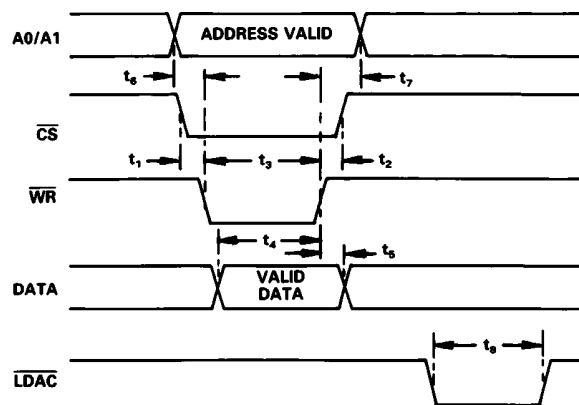 A0/A1
ADDRESS VALID
t6
t7
CS
t1
t3
t2
WR
t4
t5
DATA
VALID
DATA
LDAC
t8